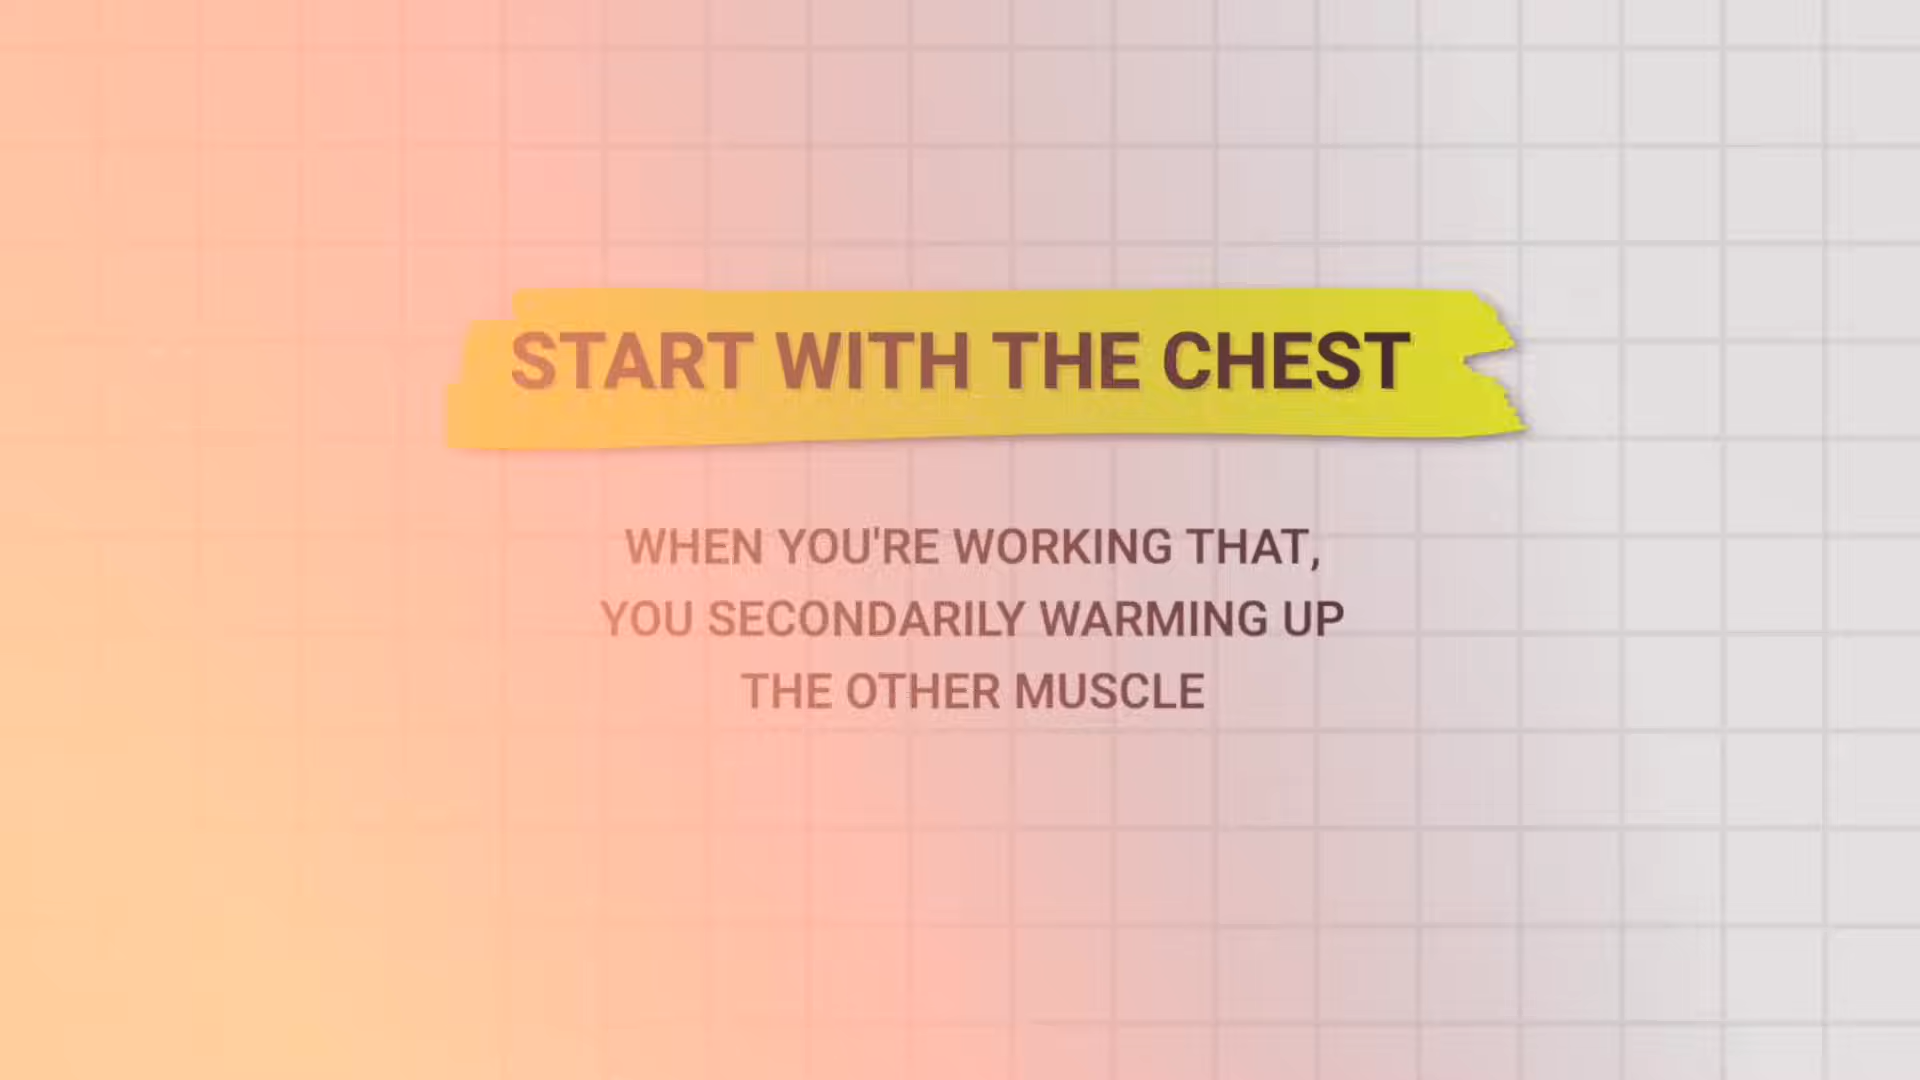 START WITH THE CHEST
WHEN YOU'RE WORKING THAT,
YOU SECONDARILY WARMING UP
THE OTHER MUSCLE